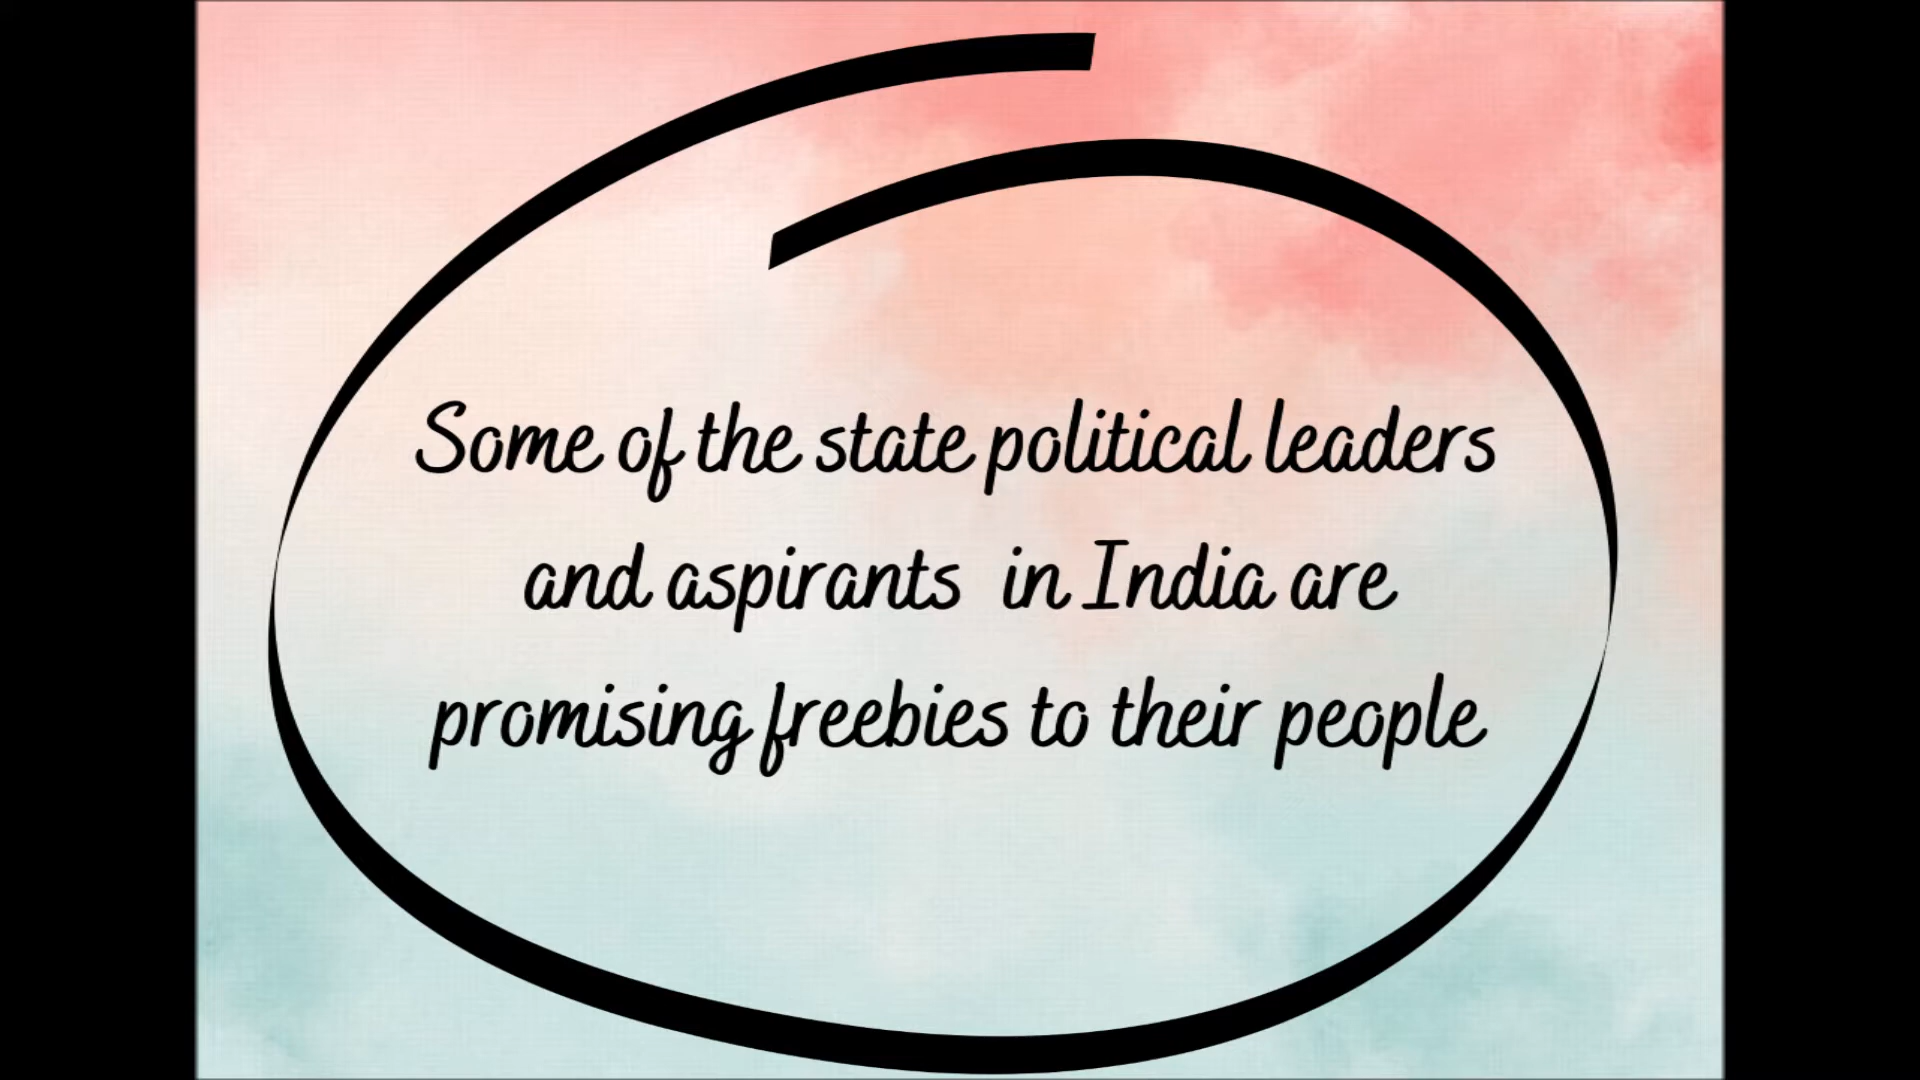 Some of the state political leaders
and aspirants in India are
promising freebies to their people